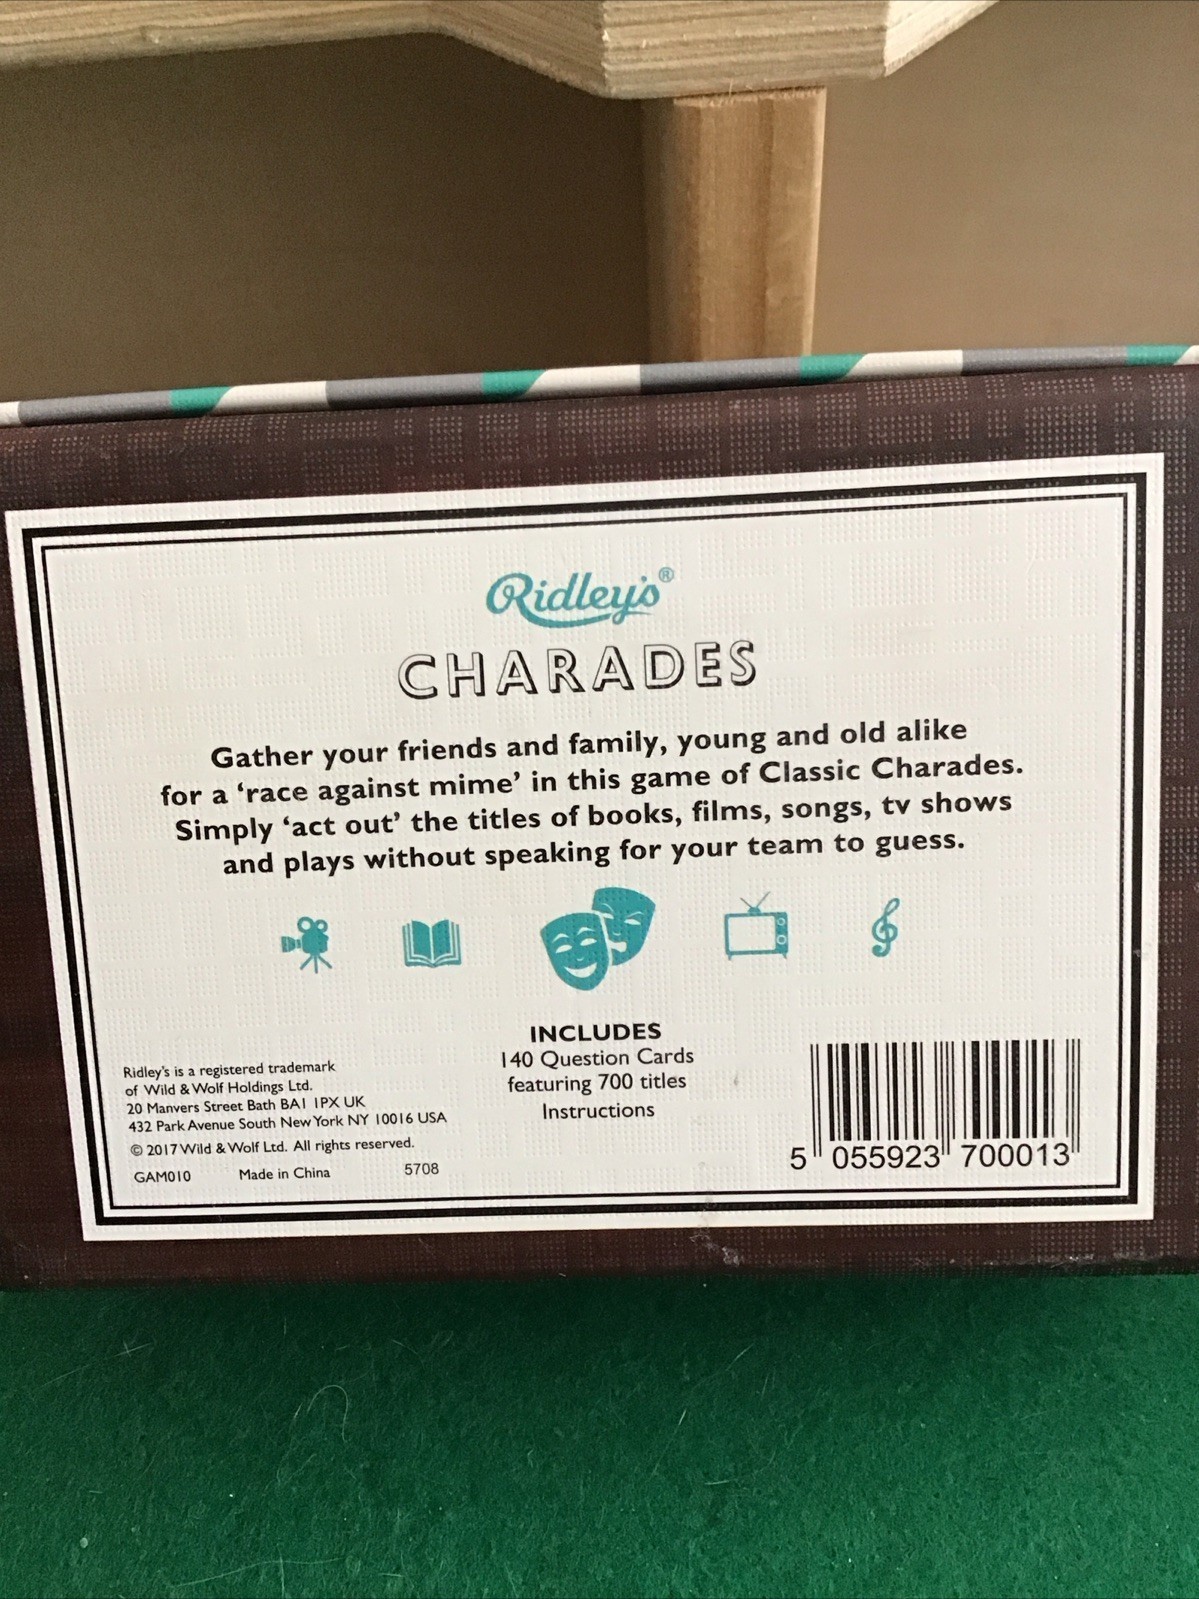 Ridley's®
CHARADES
Gather your friends and family, young and old alike
for a ‘race against mime’ in this game of Classic Charades.
Simply ‘act out’ the titles of books, films, songs, tv shows
and plays without speaking for your team to guess.
INCLUDES
140 Question Cards
featuring 700 titles
Instructions
Ridley's is a registered trademark
of Wild & Wolf Holdings Ltd.
20 Manvers Street Bath BA1 1PX UK
432 Park Avenue South New York NY 10016 USA
© 2017 Wild & Wolf Ltd. All rights reserved.
GAM010 Made in China 5708
5 055923 700013